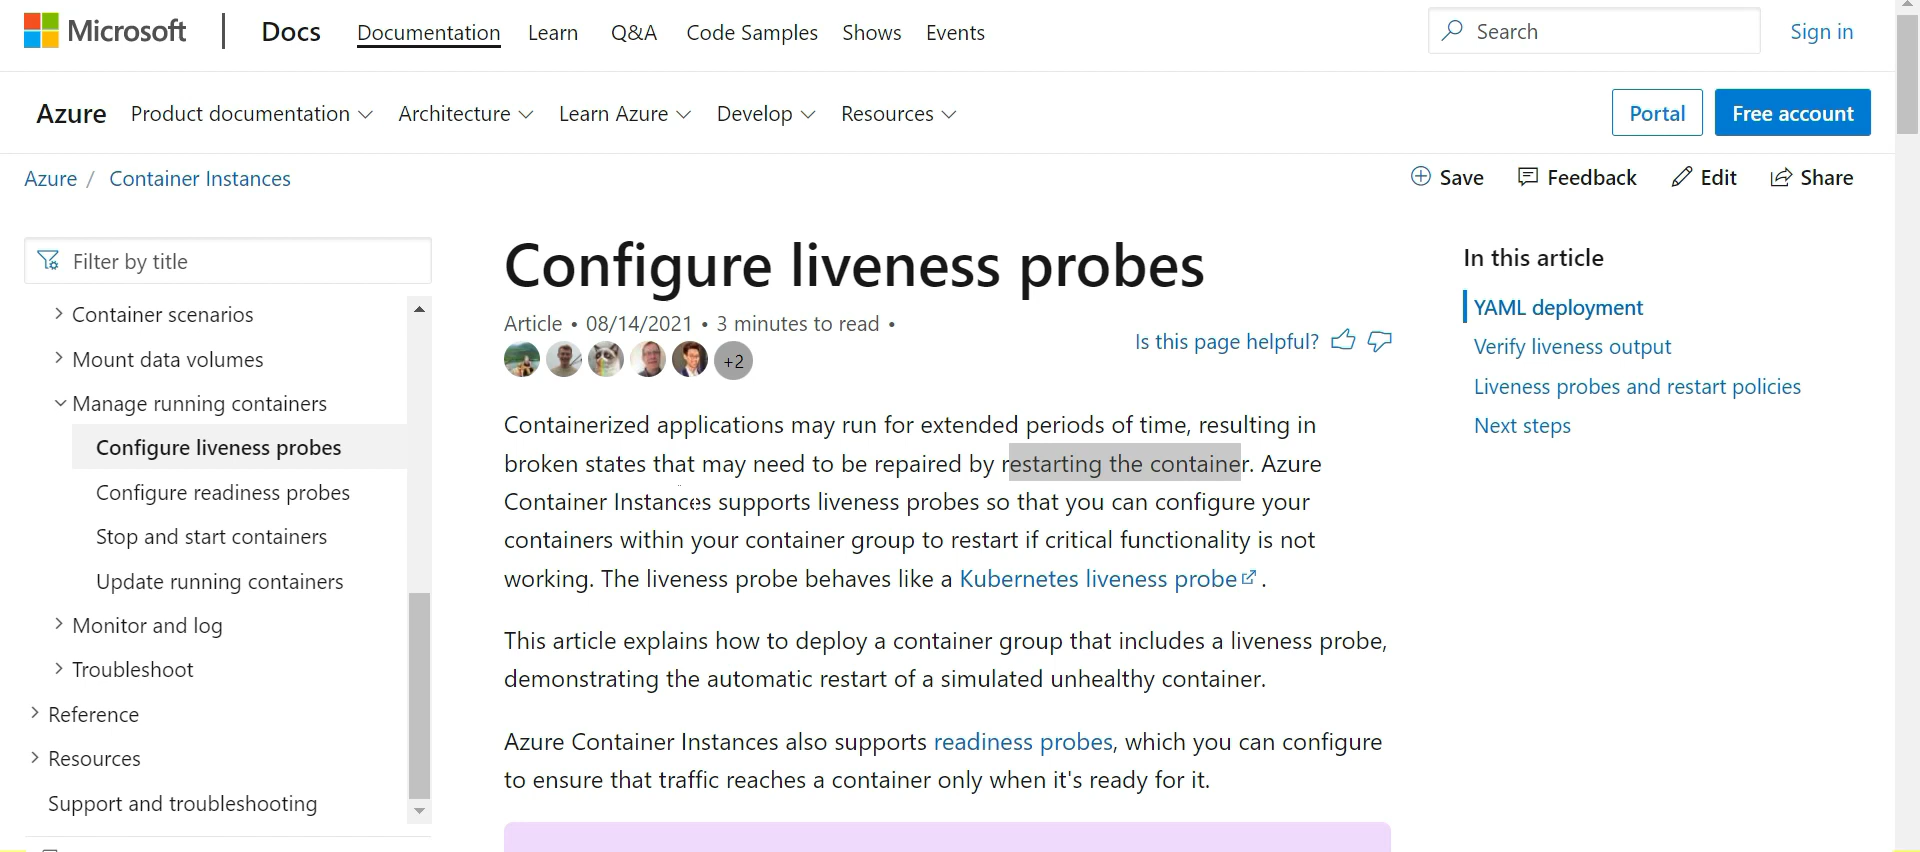 Microsoft
Docs
Documentation
Learn
Q&A
Code Samples
Shows
Events
Search
Sign in
Azure
Product documentation
Architecture
Learn Azure
Develop
Resources
Portal
Free account
Azure / Container Instances
Save
Feedback
Edit
Share
Filter by title
Container scenarios
Mount data volumes
Manage running containers
Configure liveness probes
Configure readiness probes
Stop and start containers
Update running containers
Monitor and log
Troubleshoot
Reference
Resources
Support and troubleshooting
Configure liveness probes
Article • 08/14/2021 • 3 minutes to read •
+2
Is this page helpful?
Containerized applications may run for extended periods of time, resulting in
broken states that may need to be repaired by restarting the container. Azure
Container Instances supports liveness probes so that you can configure your
containers within your container group to restart if critical functionality is not
working. The liveness probe behaves like a Kubernetes liveness probe .
This article explains how to deploy a container group that includes a liveness probe,
demonstrating the automatic restart of a simulated unhealthy container.
Azure Container Instances also supports readiness probes, which you can configure
to ensure that traffic reaches a container only when it's ready for it.
In this article
YAML deployment
Verify liveness output
Liveness probes and restart policies
Next steps